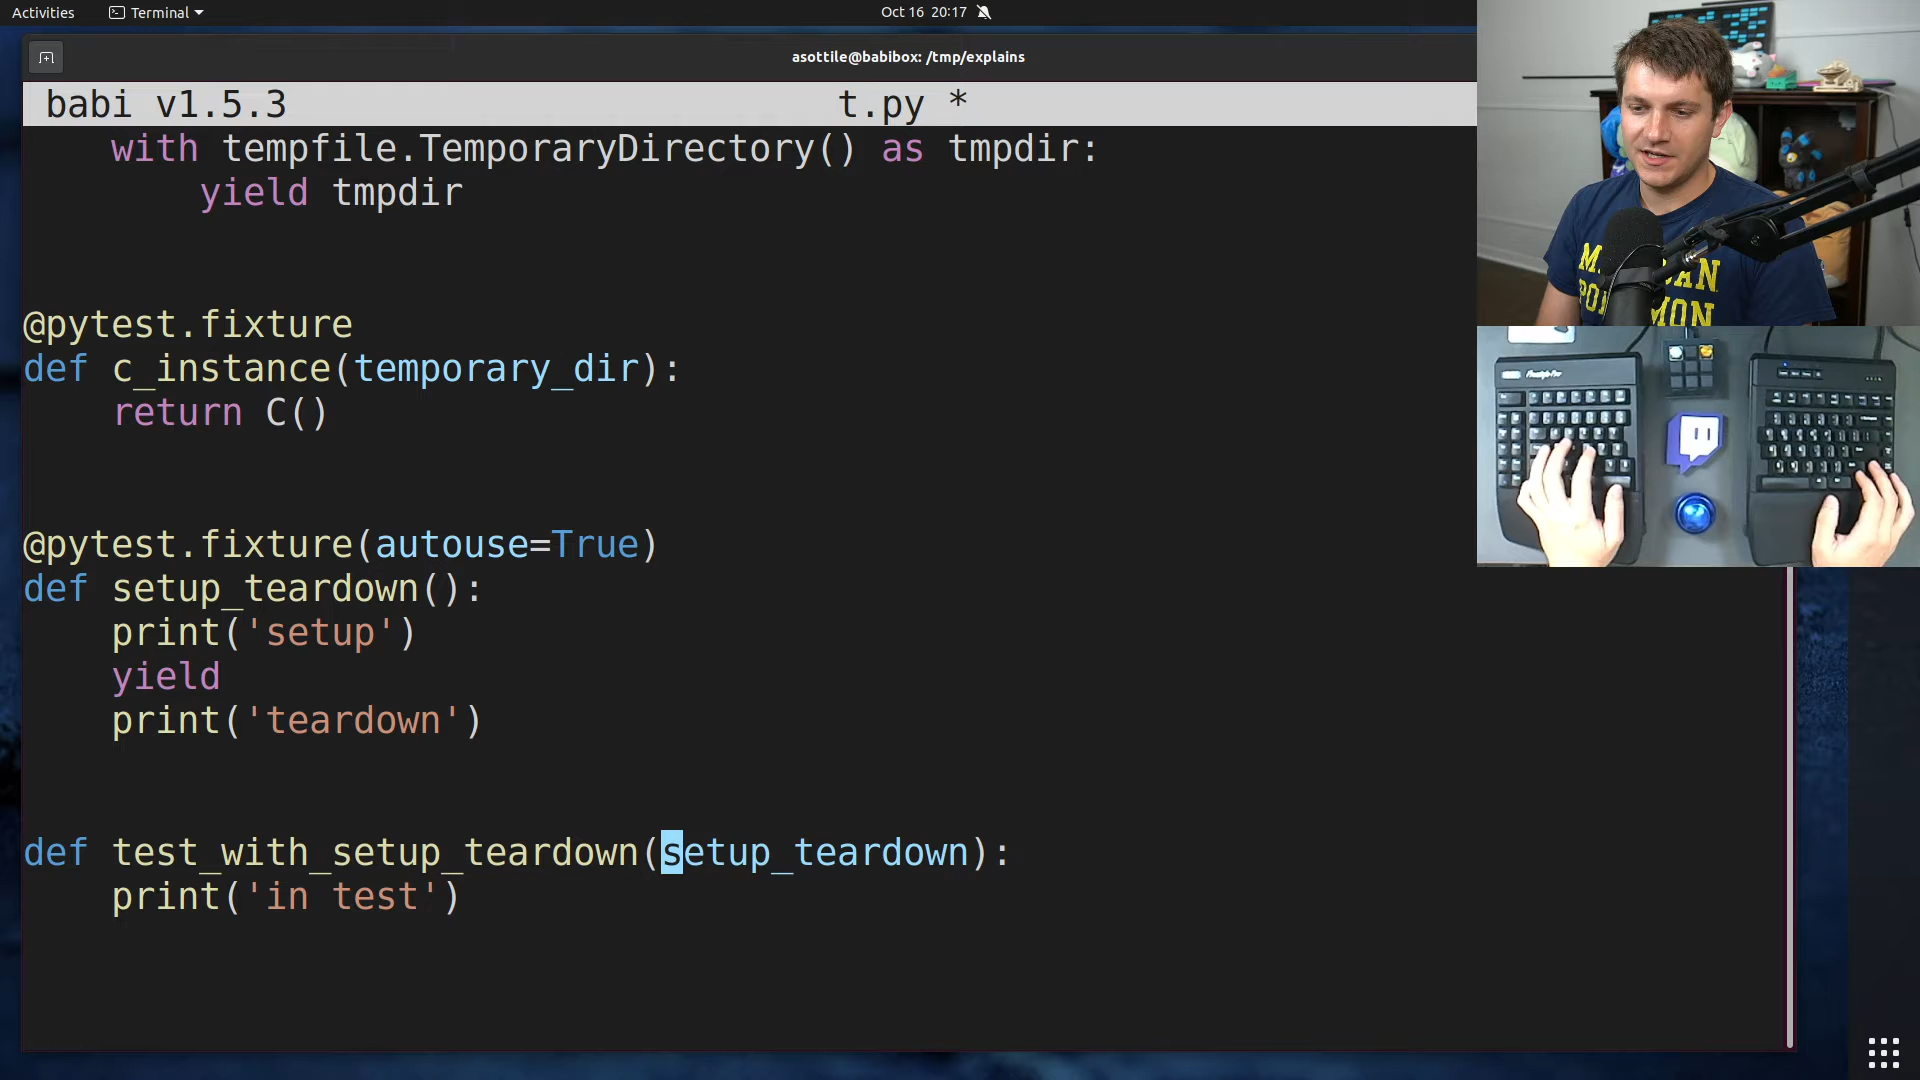 Activities
Terminal
Oct 16 20:17
asottile@babibox: /tmp/explains
babi v1.5.3
t.py *
    with tempfile.TemporaryDirectory() as tmpdir:
        yield tmpdir
@pytest.fixture
def c_instance(temporary_dir):
    return C()
@pytest.fixture(autouse=True)
def setup_teardown():
    print('setup')
    yield
    print('teardown')
def test_with_setup_teardown(setup_teardown):
    print('in test')